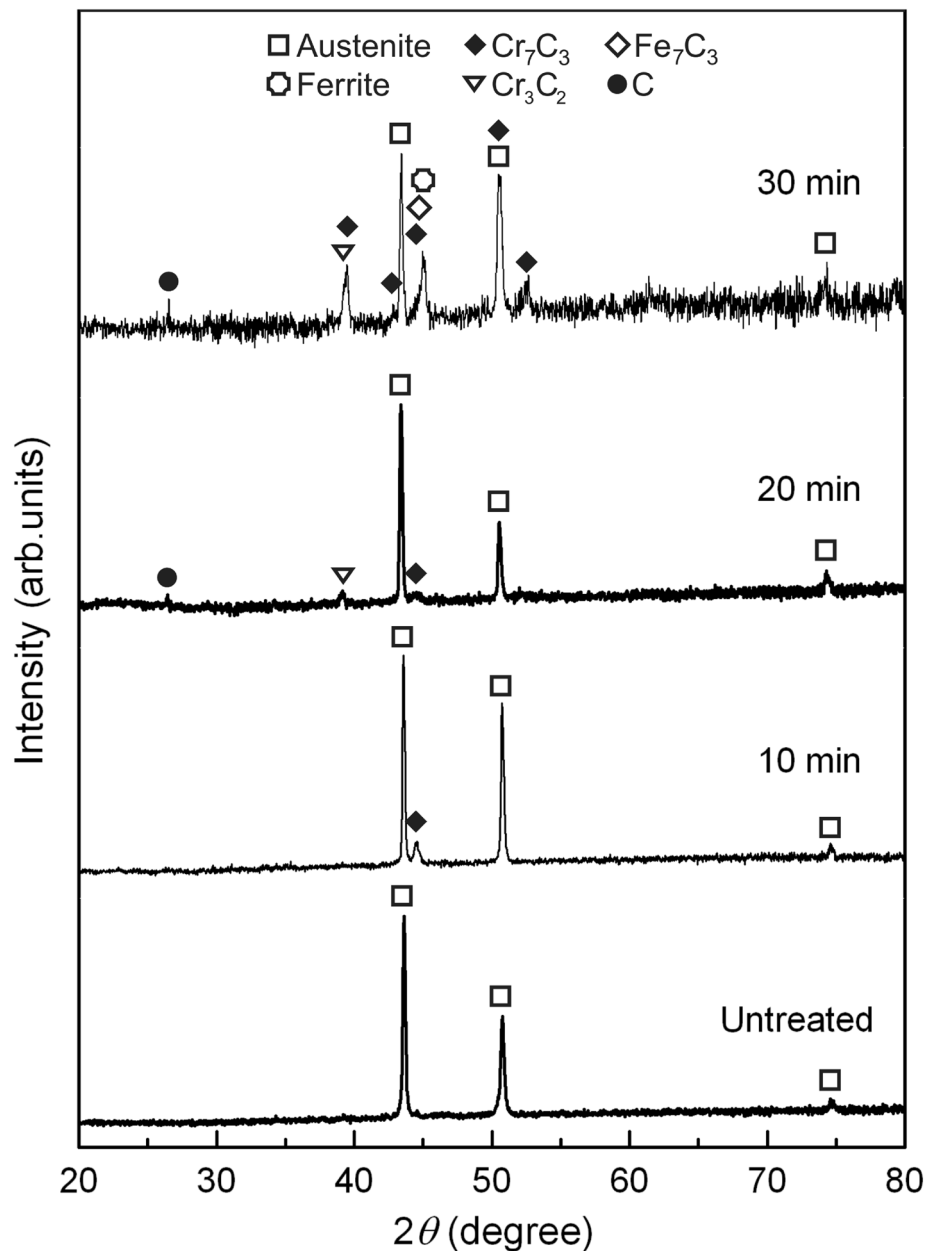 Austenite Cr₇C₃ Fe₇C₃
Ferrite Cr₃C₂ C
30 min
20 min
10 min
Untreated
Intensity (arb.units)
20 30 40 50 60 70 80
2θ (degree)